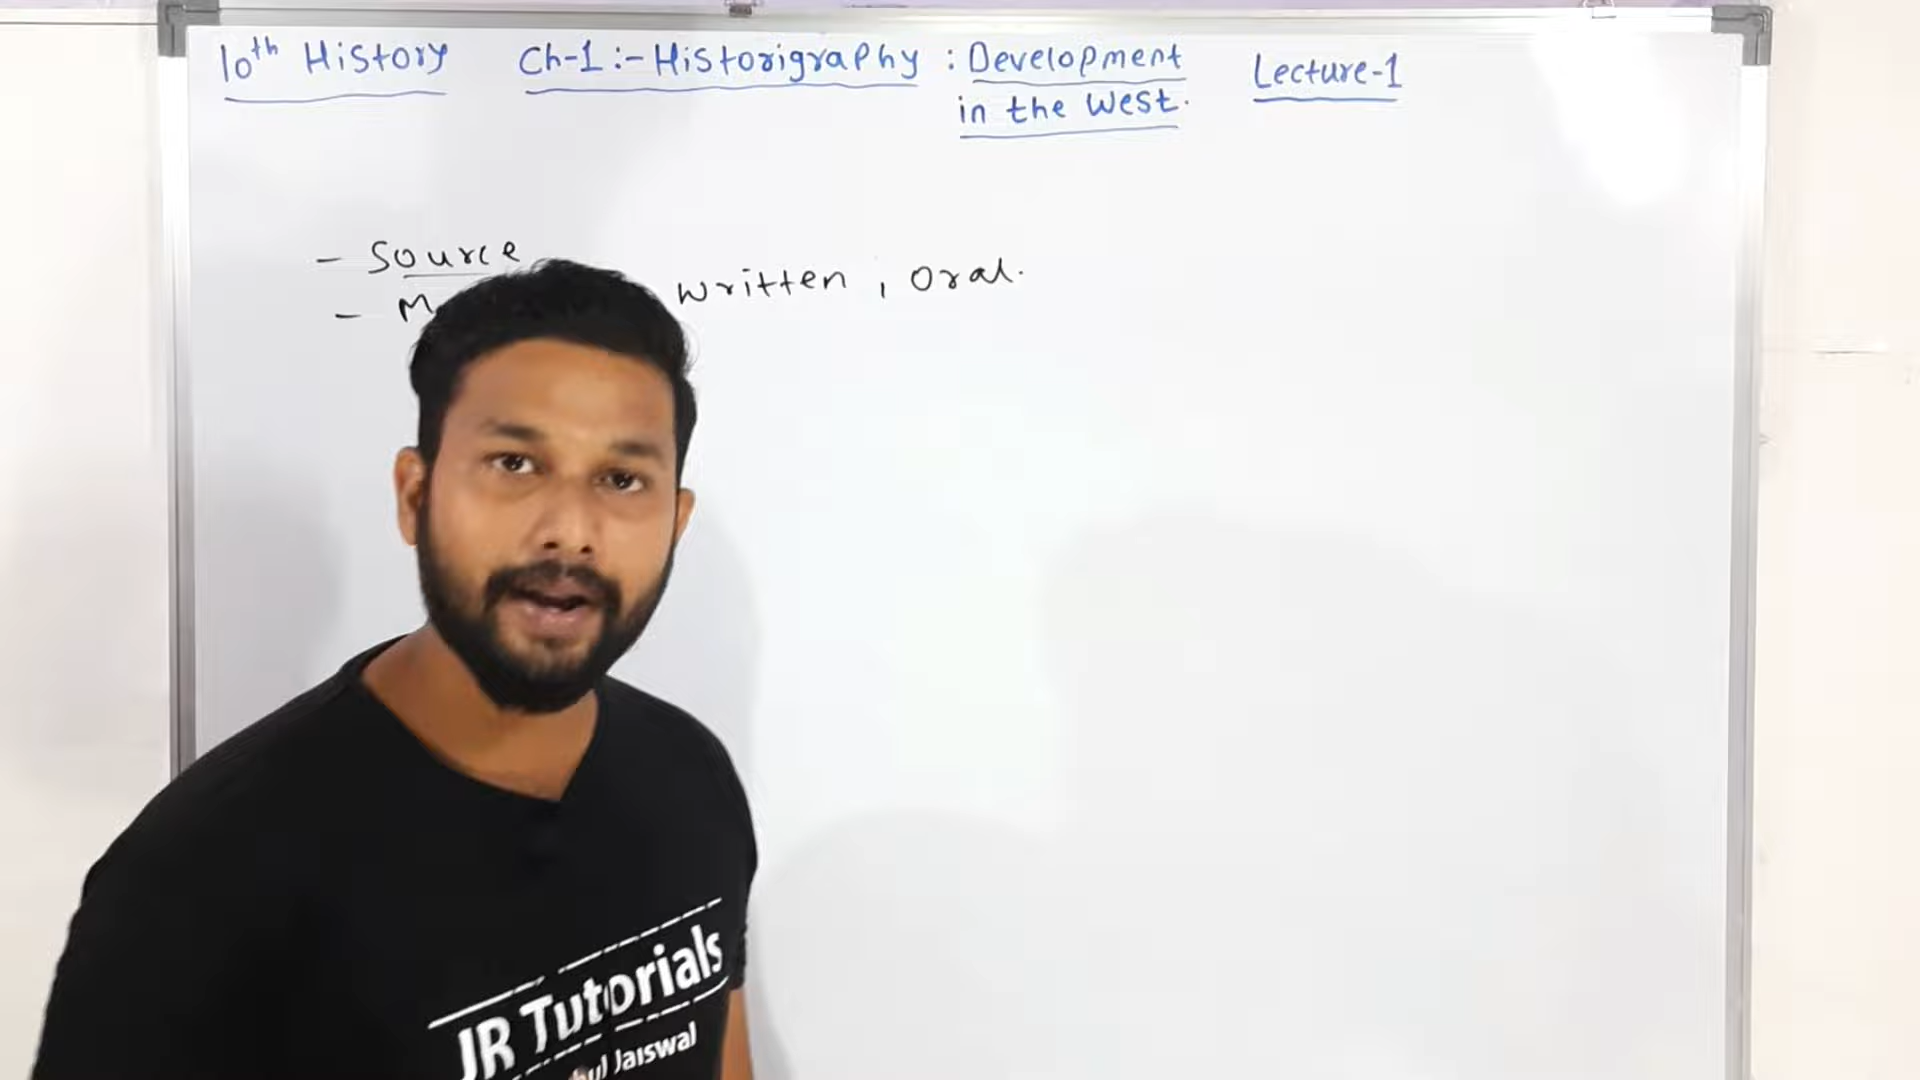 10th History Ch-1:- Historigraphy : Development Lecture-1
in the West.
- Source
- written , oral.
JR Tutorials
Jaiswal